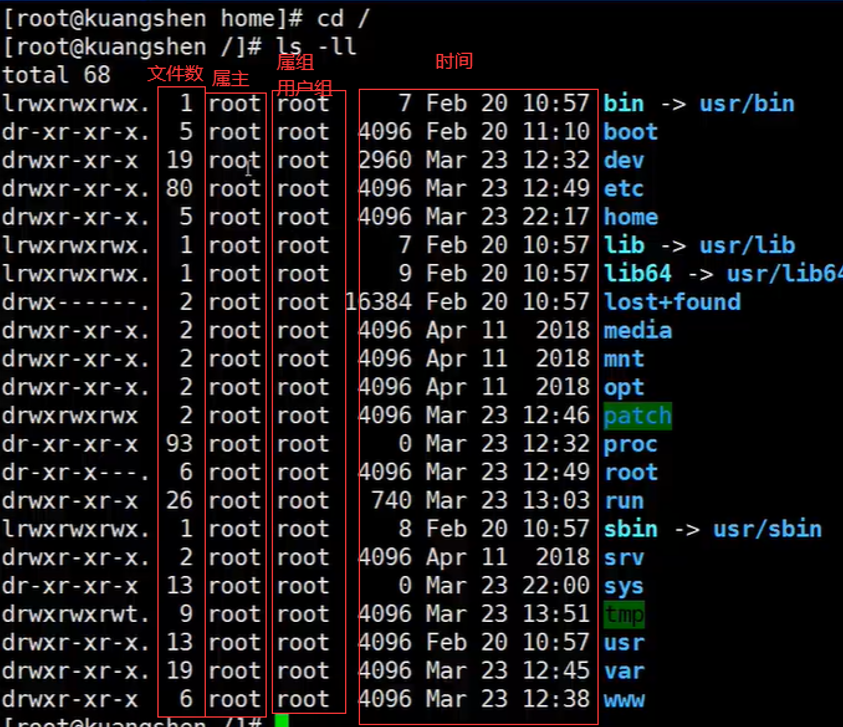 [root@kuangshen home]# cd /
[root@kuangshen /]# ls -ll
total 68
文件数 属主 属组 用户组 时间
lrwxrwxrwx. 1 root root 7 Feb 20 10:57 bin -> usr/bin
dr-xr-xr-x. 5 root root 4096 Feb 20 11:10 boot
drwxr-xr-x 19 root root 2960 Mar 23 12:32 dev
drwxr-xr-x. 80 root root 4096 Mar 23 12:49 etc
drwxr-xr-x. 5 root root 4096 Mar 23 22:17 home
lrwxrwxrwx. 1 root root 7 Feb 20 10:57 lib -> usr/lib
lrwxrwxrwx. 1 root root 9 Feb 20 10:57 lib64 -> usr/lib64
drwx------. 2 root root 16384 Feb 20 10:57 lost+found
drwxr-xr-x. 2 root root 4096 Apr 11 2018 media
drwxr-xr-x. 2 root root 4096 Apr 11 2018 mnt
drwxr-xr-x. 2 root root 4096 Apr 11 2018 opt
drwxrwxrwx 2 root root 4096 Mar 23 12:46 patch
dr-xr-xr-x 93 root root 0 Mar 23 12:32 proc
dr-xr-x---. 6 root root 4096 Mar 23 12:49 root
drwxr-xr-x 26 root root 740 Mar 23 13:03 run
lrwxrwxrwx. 1 root root 8 Feb 20 10:57 sbin -> usr/sbin
drwxr-xr-x. 2 root root 4096 Apr 11 2018 srv
dr-xr-xr-x 13 root root 0 Mar 23 22:00 sys
drwxrwxrwt. 9 root root 4096 Mar 23 13:51 tmp
drwxr-xr-x. 13 root root 4096 Feb 20 10:57 usr
drwxr-xr-x. 19 root root 4096 Mar 23 12:45 var
drwxr-xr-x 6 root root 4096 Mar 23 12:38 www
[root@kuangshen /]#